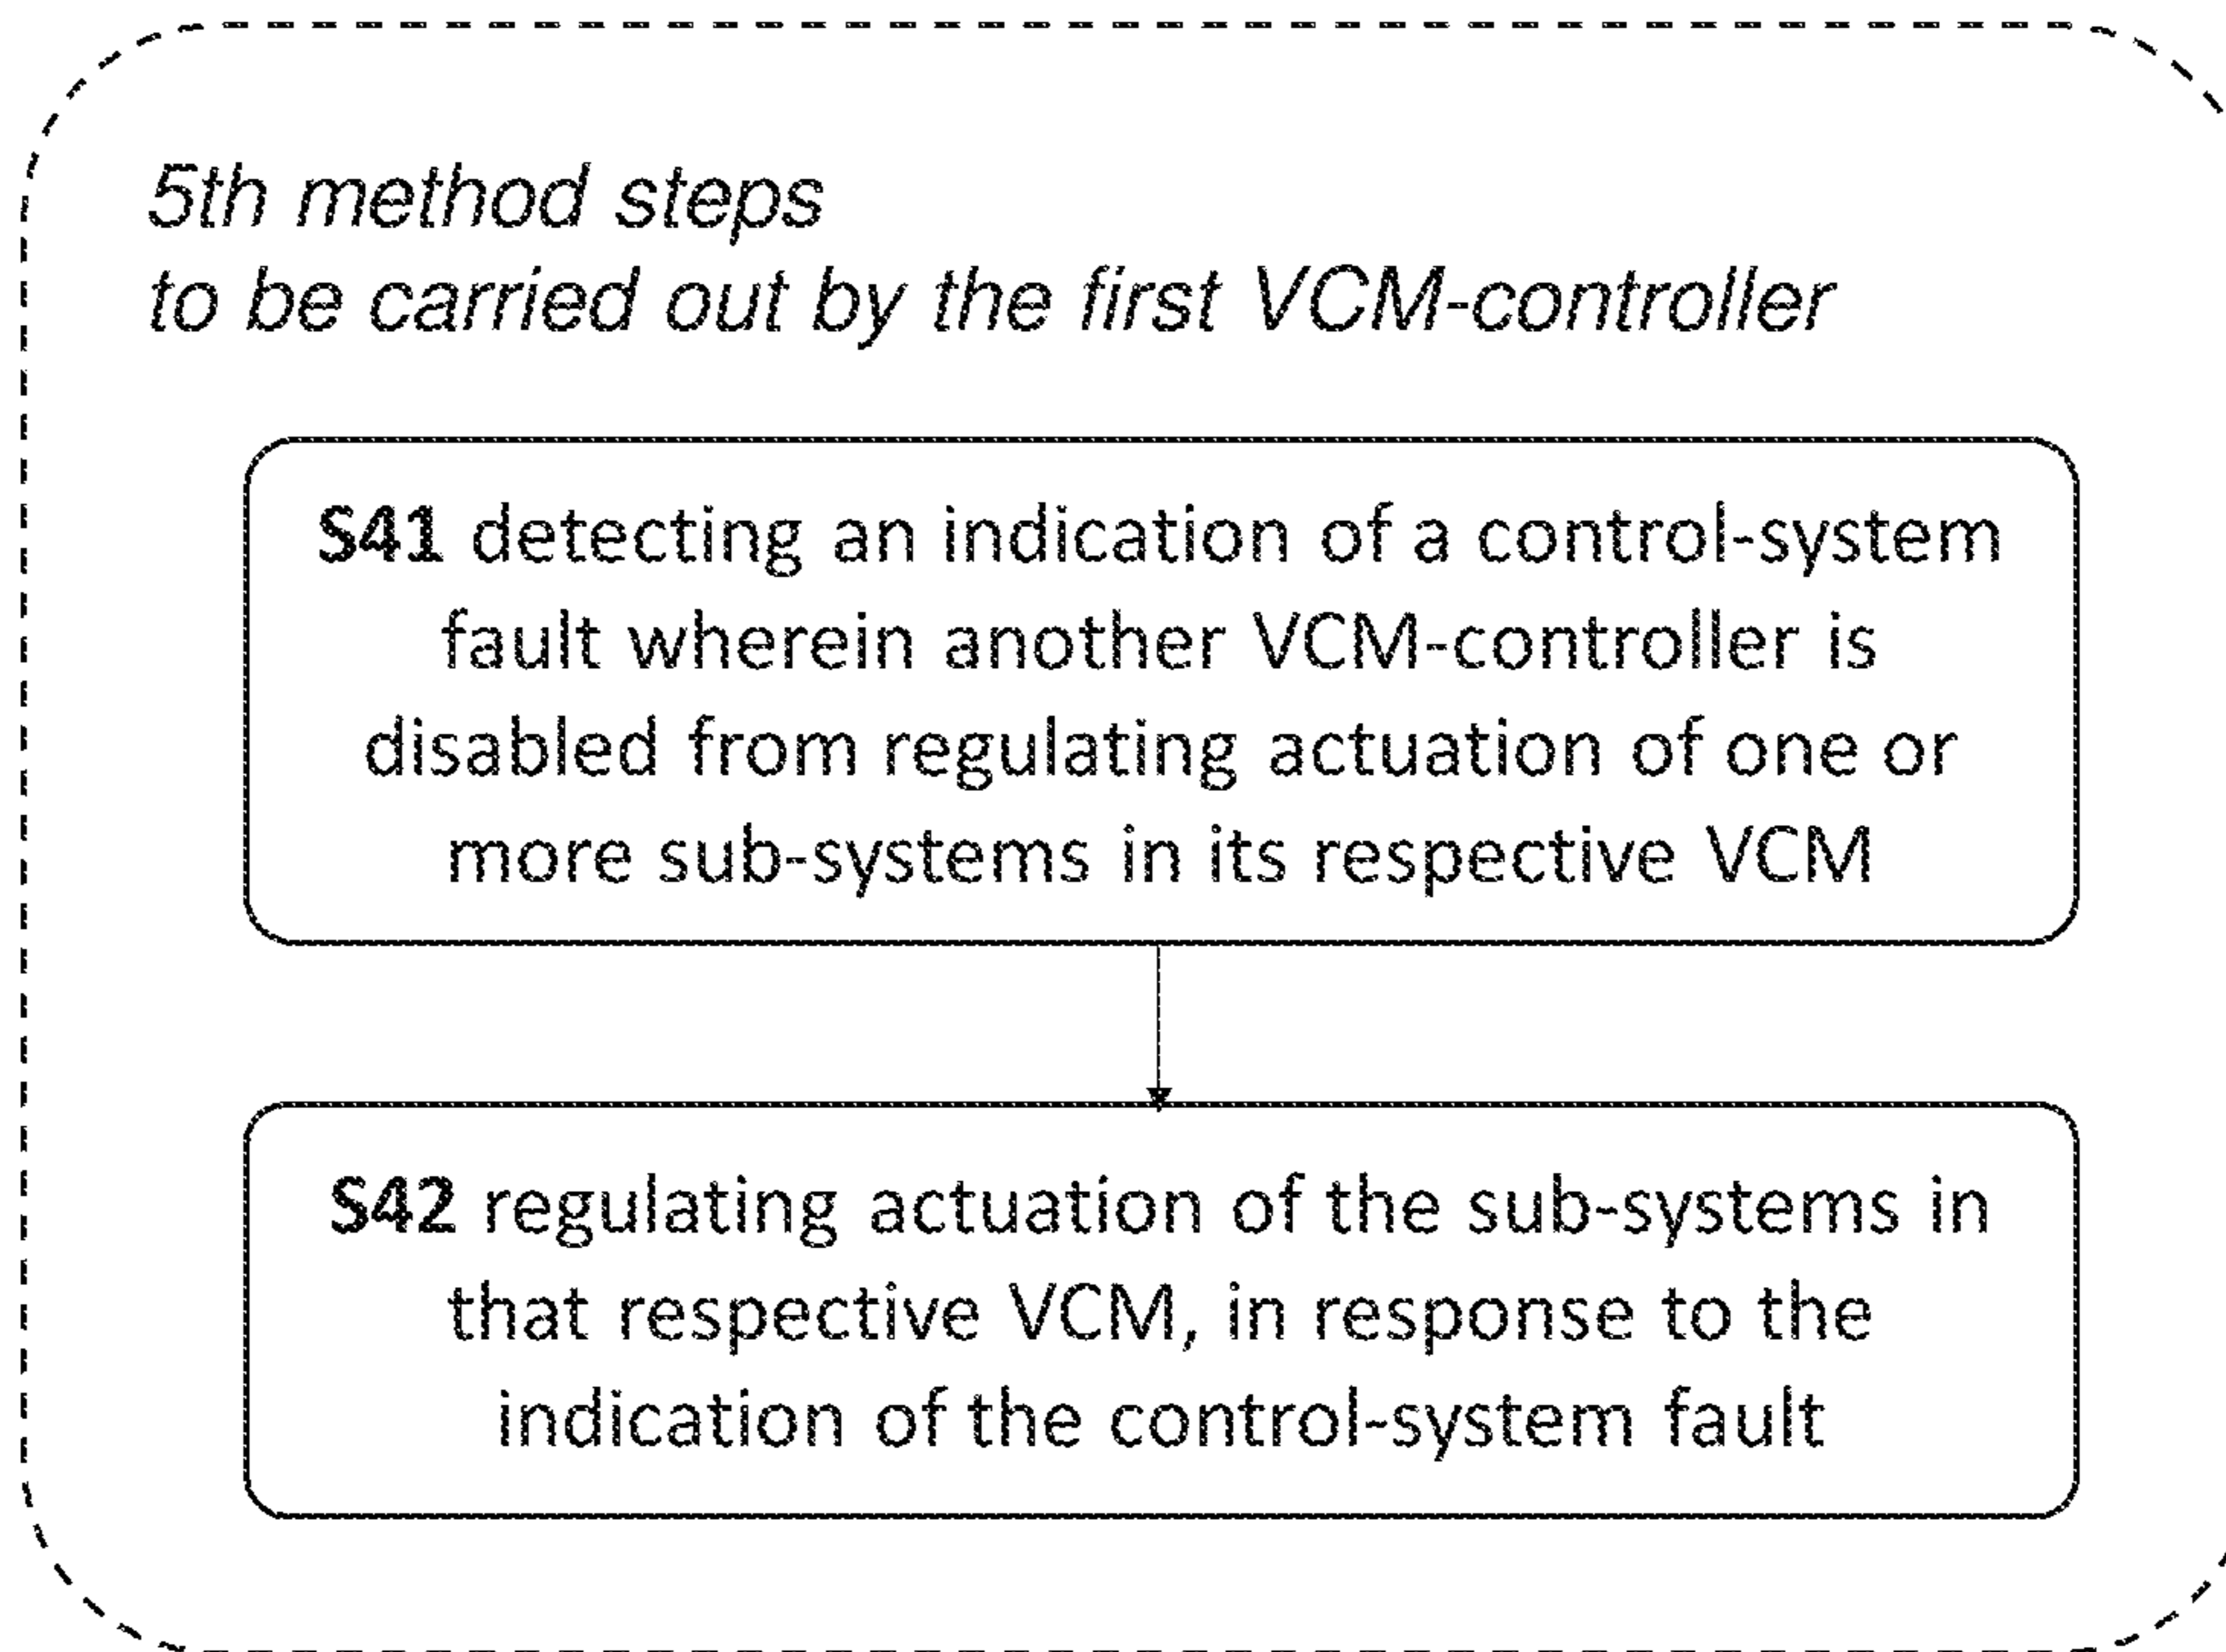 5th method steps
to be carried out by the first VCM-controller
S41 detecting an indication of a control-system
fault wherein another VCM-controller is
disabled from regulating actuation of one or
more sub-systems in its respective VCM
S42 regulating actuation of the sub-systems in
that respective VCM, in response to the
indication of the control-system fault